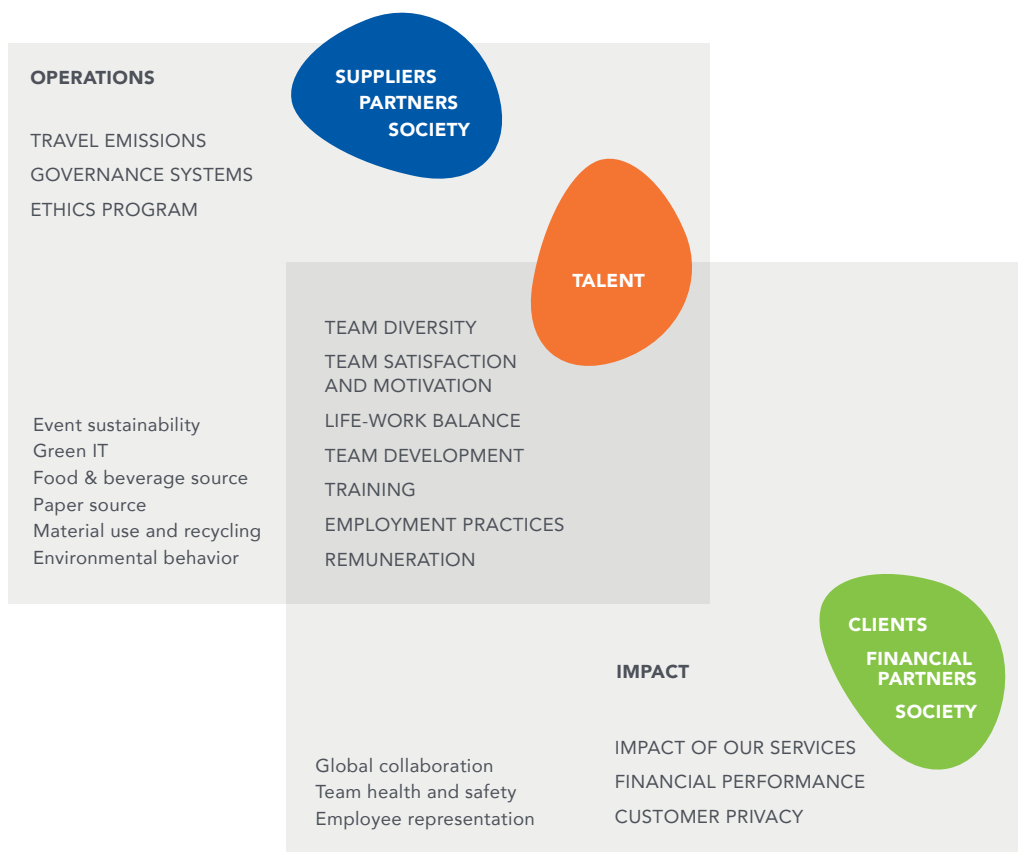 OPERATIONS
TRAVEL EMISSIONS
GOVERNANCE SYSTEMS
ETHICS PROGRAM
SUPPLIERS
PARTNERS
SOCIETY
TALENT
TEAM DIVERSITY
TEAM SATISFACTION
AND MOTIVATION
LIFE-WORK BALANCE
TEAM DEVELOPMENT
TRAINING
EMPLOYMENT PRACTICES
REMUNERATION
Event sustainability
Green IT
Food & beverage source
Paper source
Material use and recycling
Environmental behavior
CLIENTS
FINANCIAL
PARTNERS
SOCIETY
IMPACT
IMPACT OF OUR SERVICES
FINANCIAL PERFORMANCE
CUSTOMER PRIVACY
Global collaboration
Team health and safety
Employee representation